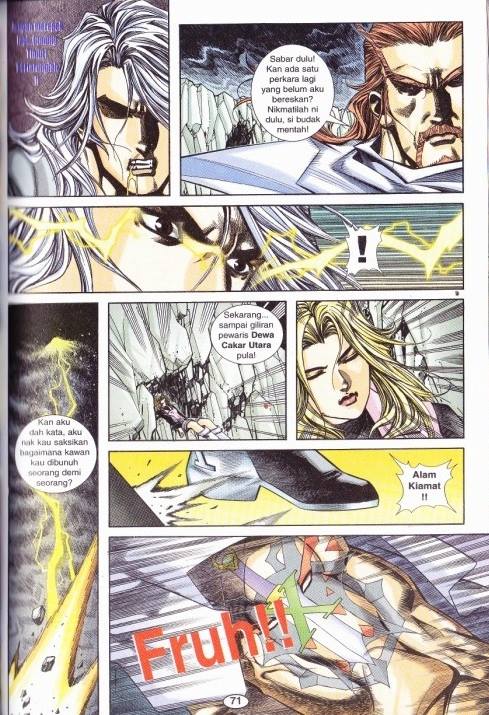 Sabar dulu!
Kan ada satu
perkara lagi
yang belum aku
bereskan?
Nikmatilah ni
dulu, si budak
mentah!
!
Kan aku
dah kata, aku
nak kau saksikan
bagaimana kawan
kau dibunuh
seorang demi
seorang?
Sekarang...
sampai giliran
pewaris Dewa
Cakar Utara
pula!
Alam
Kiamat
!!
Fruh!!
71